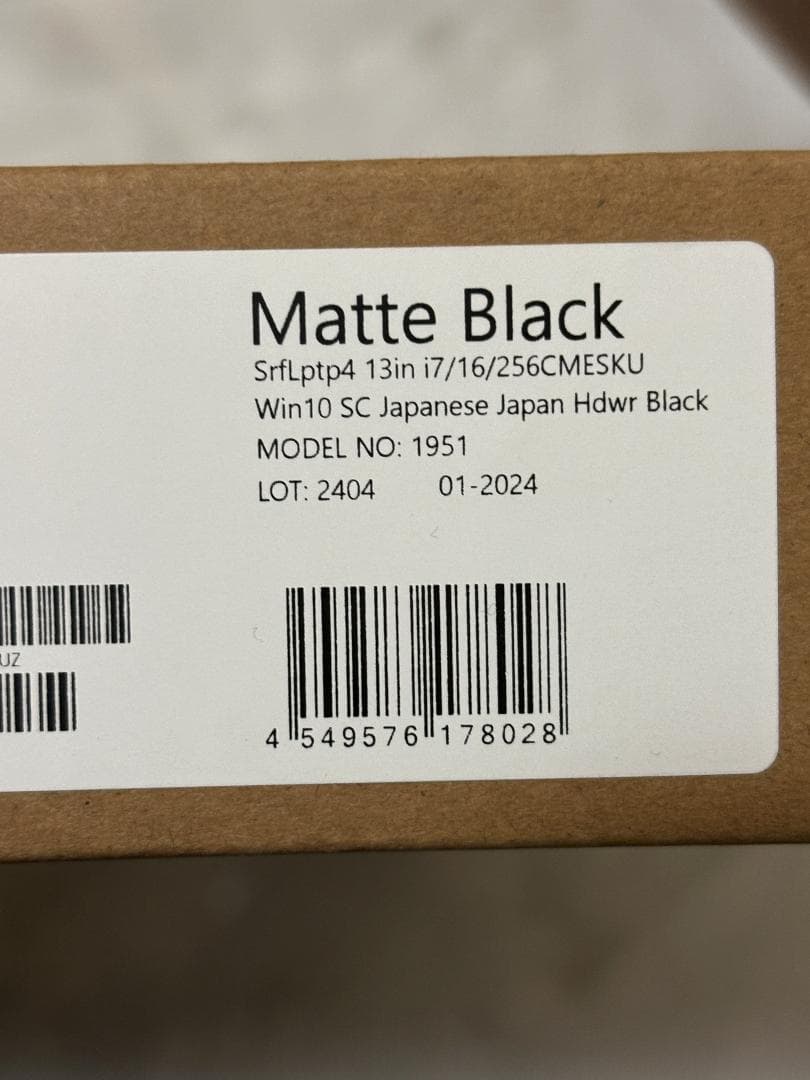 Matte Black
SrfLptp4 13in i7/16/256CMESKU
Win10 SC Japanese Japan Hdwr Black
MODEL NO: 1951
LOT: 2404 01-2024
UZ
4 549576 178028